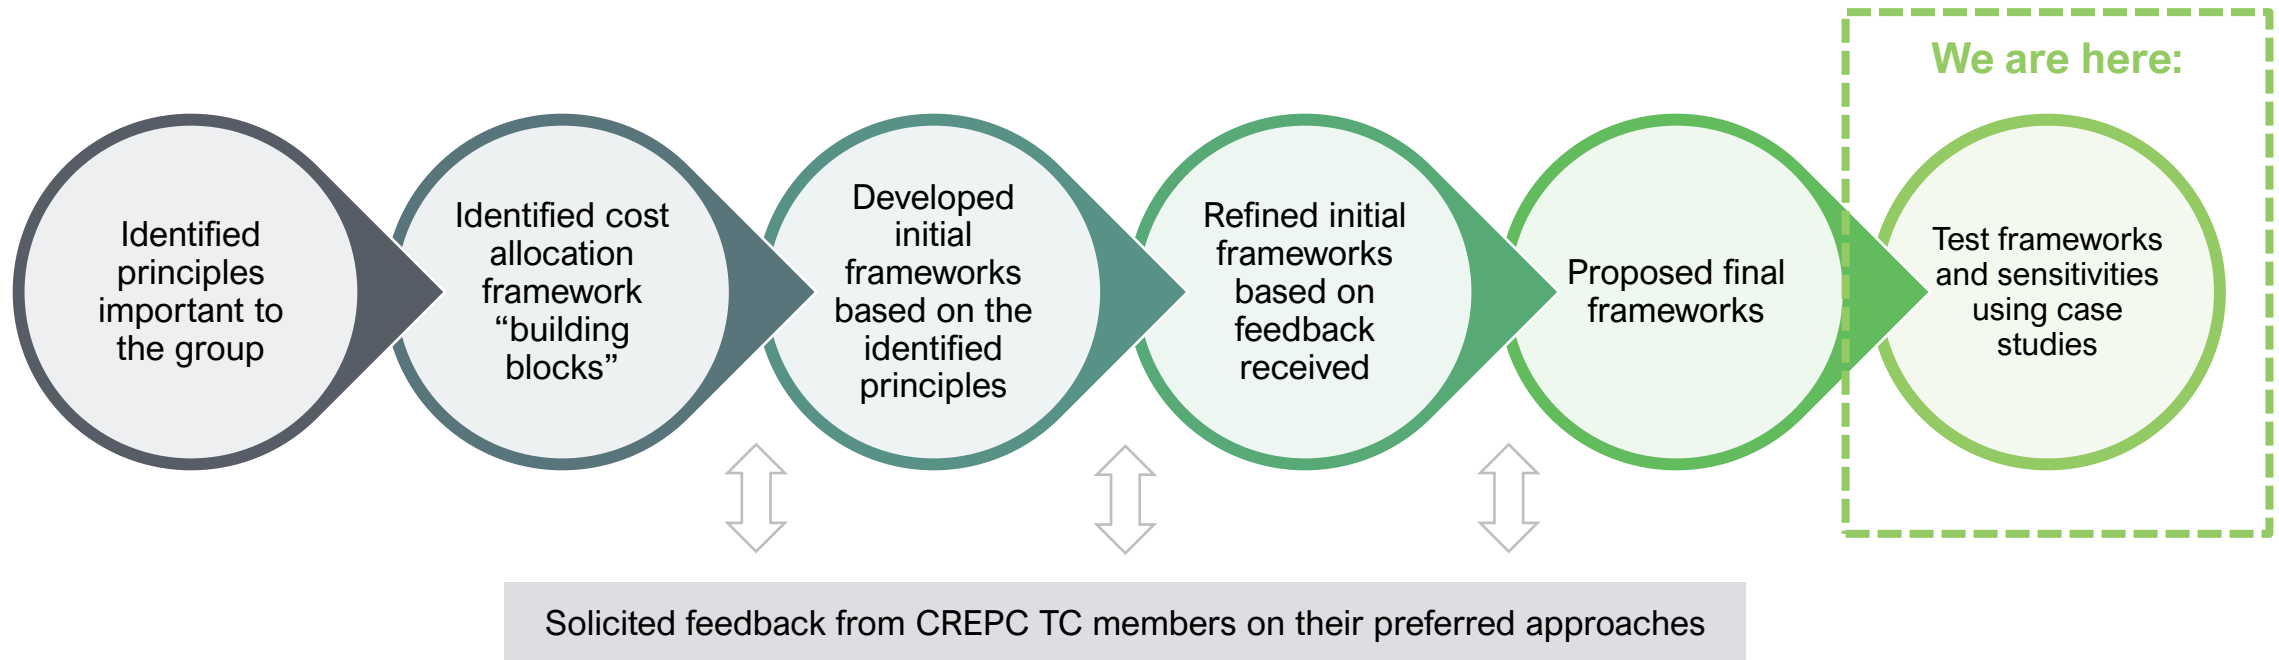 We are here:
Identified
principles
important to
the group
Identified cost
allocation
framework
“building
blocks”
Developed
initial
frameworks
based on the
identified
principles
Refined initial
frameworks
based on
feedback
received
Proposed final
frameworks
Test frameworks
and sensitivities
using case
studies
Solicited feedback from CREPC TC members on their preferred approaches